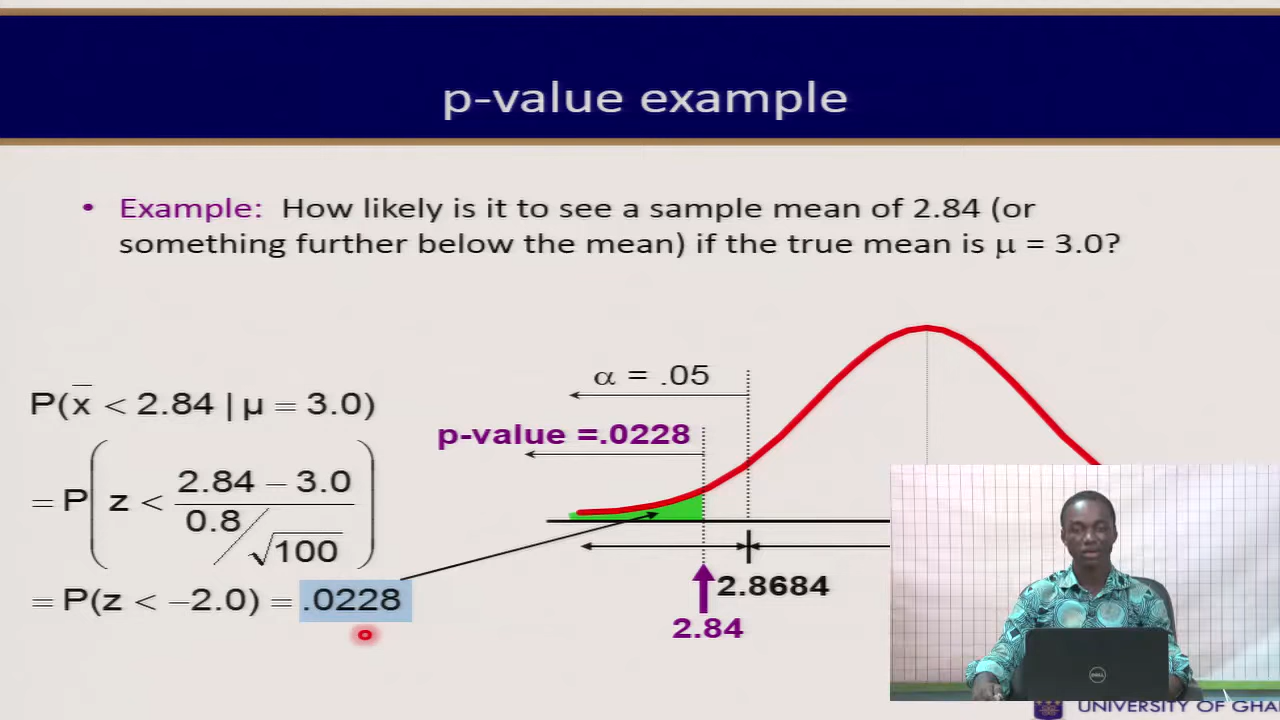 p-value example
• Example: How likely is it to see a sample mean of 2.84 (or
something further below the mean) if the true mean is μ = 3.0?
P(x̄ < 2.84 | μ = 3.0)
= P( z < (2.84 − 3.0) / (0.8/√100) )
= P(z < −2.0) = .0228
α = .05
p-value =.0228
2.8684
2.84
DELL
UNIVERSITY OF GHA